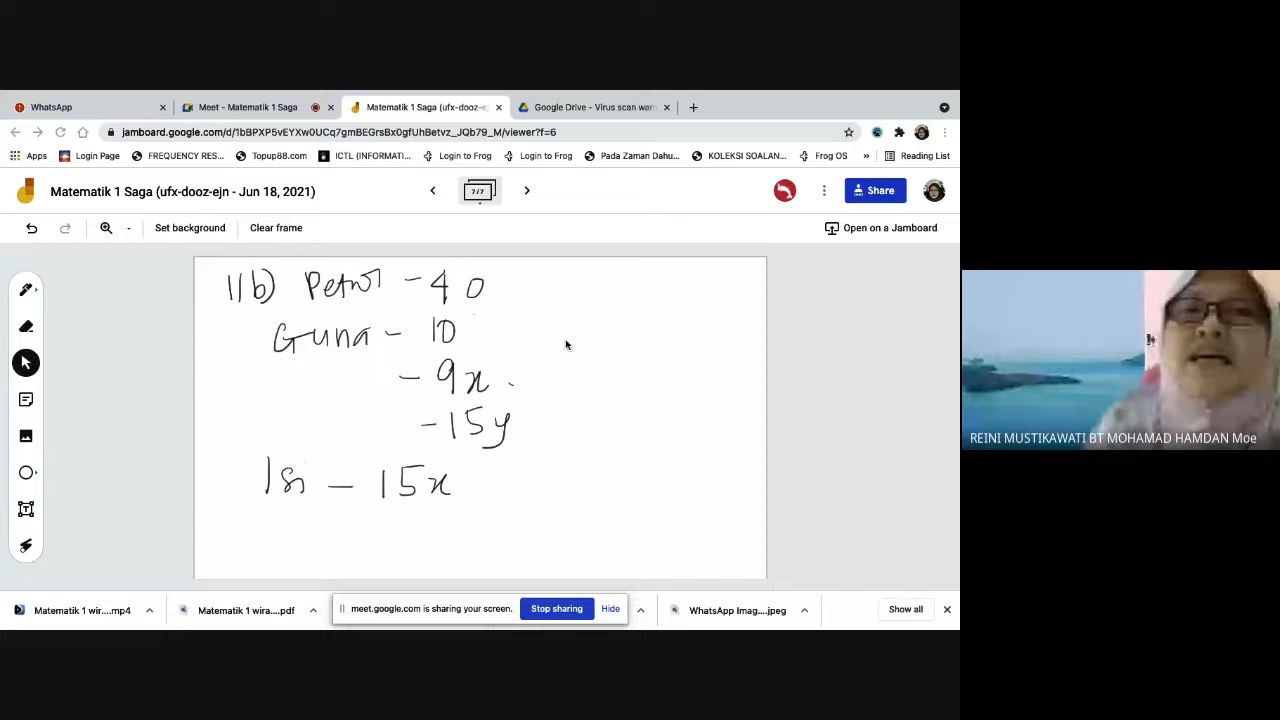 WhatsApp
Meet - Matematik 1 Saga
Matematik 1 Saga (ufx-dooz-e
Google Drive - Virus scan warn
jamboard.google.com/d/1bBPXP5vEYXw0UCq7gmBEGrsBx0gfUhBetvz_JQb79_M/viewer?f=6
Apps
Login Page
FREQUENCY RES...
Topup88.com
ICTL (INFORMATI...
Login to Frog
Login to Frog
Pada Zaman Dahu...
KOLEKSI SOALAN...
Frog OS
»
Reading List
Matematik 1 Saga (ufx-dooz-ejn - Jun 18, 2021)
7/7
Share
Set background
Clear frame
Open on a Jamboard
11b) Petrol - 40
Guna - 10
- 9x
- 15y
Isi - 15x
REINI MUSTIKAWATI BT MOHAMAD HAMDAN Moe
Matematik 1 wir....mp4
Matematik 1 wira....pdf
meet.google.com is sharing your screen.
Stop sharing
Hide
WhatsApp Imag....jpeg
Show all